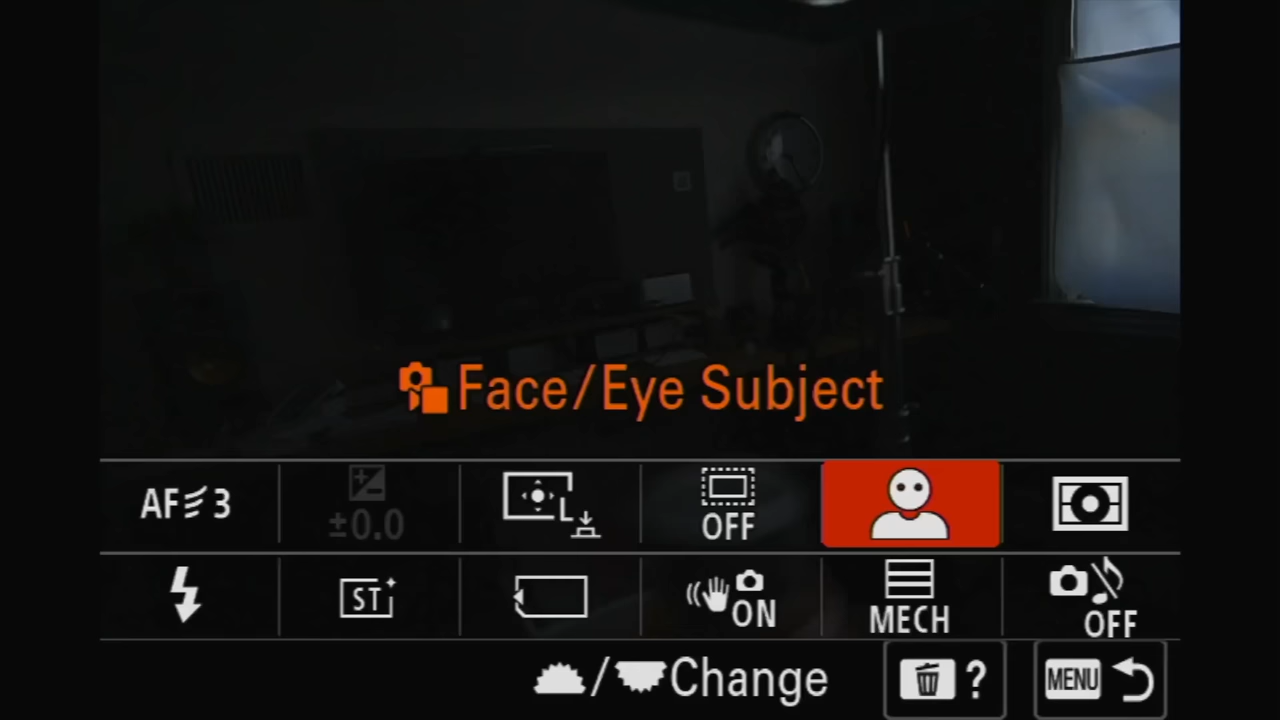 Face/Eye Subject
AF 3
±0.0
L
OFF
ST
ON
MECH
OFF
/ Change
?
MENU